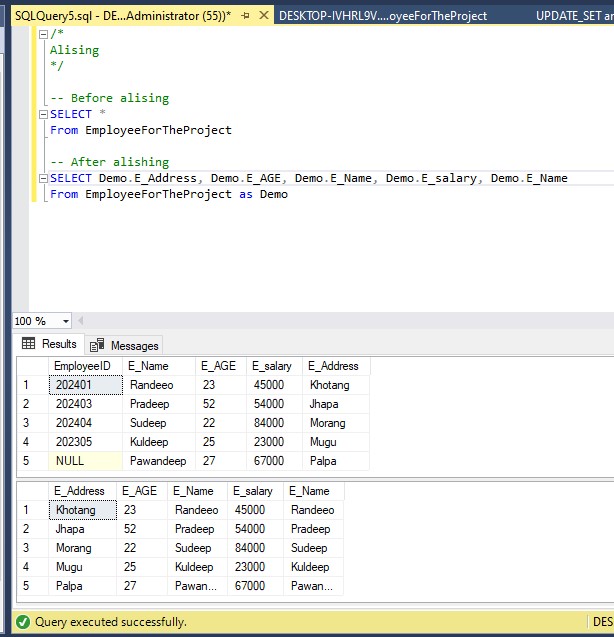 SQLQuery5.sql - DE...Administrator (55))* DESKTOP-IVHRL9V....oyeeForTheProject UPDATE_SET an
/*
Alising
*/
-- Before alising
SELECT *
From EmployeeForTheProject
-- After alishing
SELECT Demo.E_Address, Demo.E_AGE, Demo.E_Name, Demo.E_salary, Demo.E_Name
From EmployeeForTheProject as Demo
100 %
Results Messages
EmployeeID E_Name E_AGE E_salary E_Address
1 202401 Randeeo 23 45000 Khotang
2 202403 Pradeep 52 54000 Jhapa
3 202404 Sudeep 22 84000 Morang
4 202305 Kuldeep 25 23000 Mugu
5 NULL Pawandeep 27 67000 Palpa
E_Address E_AGE E_Name E_salary E_Name
1 Khotang 23 Randeeo 45000 Randeeo
2 Jhapa 52 Pradeep 54000 Pradeep
3 Morang 22 Sudeep 84000 Sudeep
4 Mugu 25 Kuldeep 23000 Kuldeep
5 Palpa 27 Pawan... 67000 Pawan...
Query executed successfully. DES